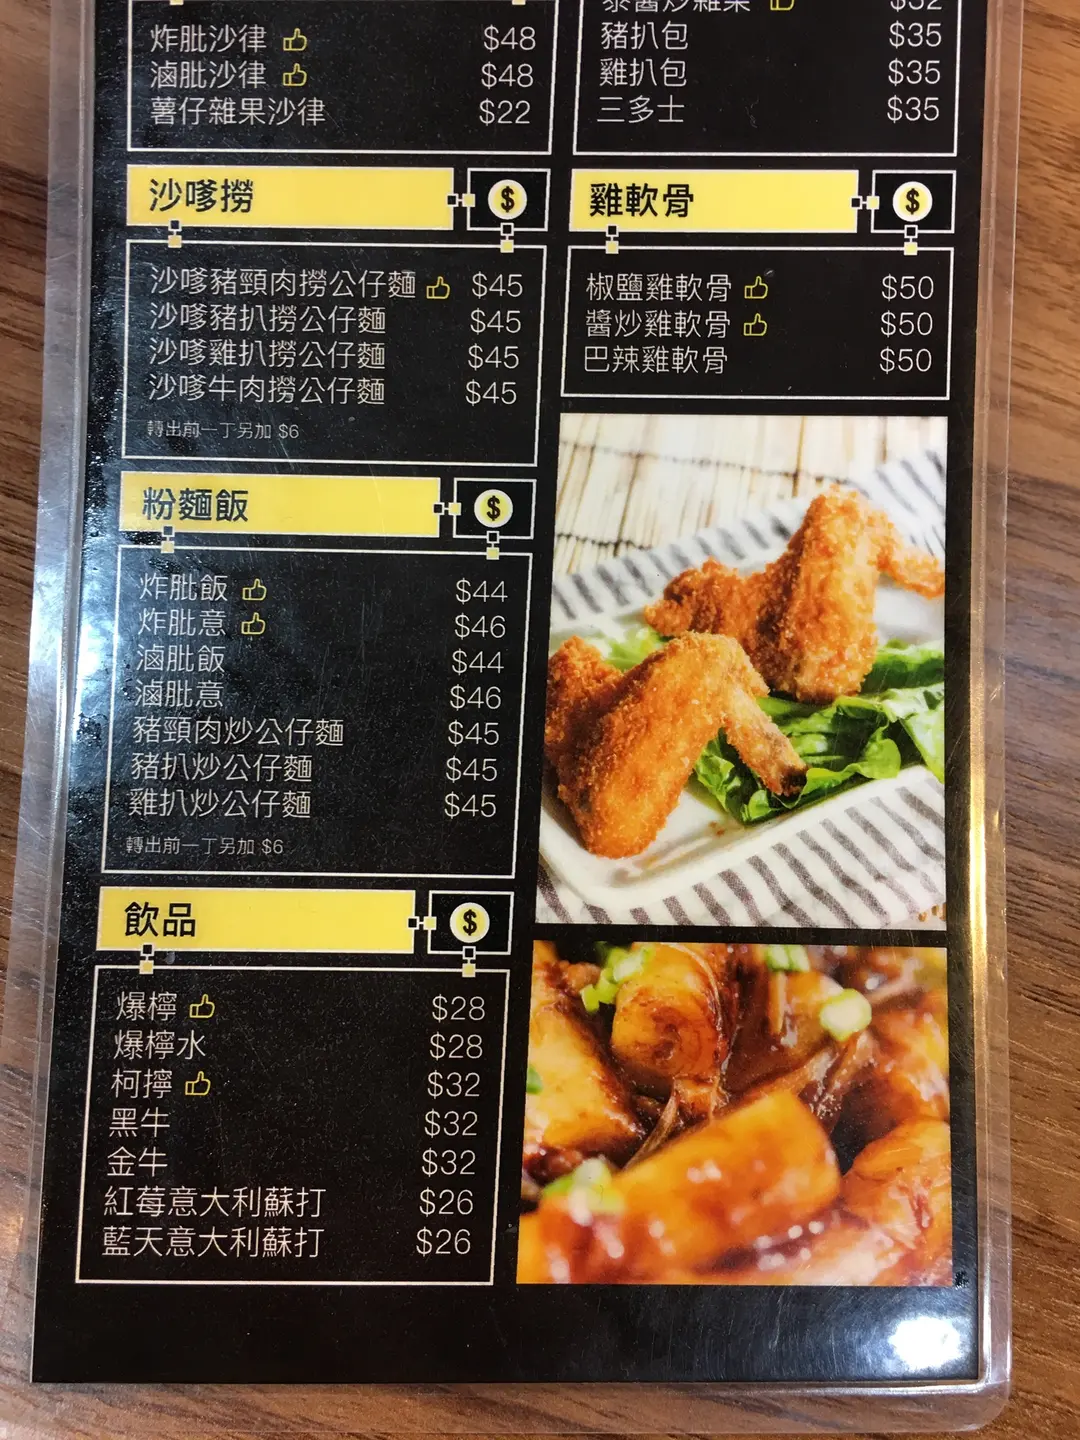 炸肶沙律 $48
滷肶沙律 $48
薯仔雜果沙律 $22
泰醬炒雜果 $32
豬扒包 $35
雞扒包 $35
三多士 $35
沙嗲撈 $
沙嗲豬頸肉撈公仔麵 $45
沙嗲豬扒撈公仔麵 $45
沙嗲雞扒撈公仔麵 $45
沙嗲牛肉撈公仔麵 $45
轉出前一丁另加 $6
雞軟骨 $
椒鹽雞軟骨 $50
醬炒雞軟骨 $50
巴辣雞軟骨 $50
粉麵飯 $
炸肶飯 $44
炸肶意 $46
滷肶飯 $44
滷肶意 $46
豬頸肉炒公仔麵 $45
豬扒炒公仔麵 $45
雞扒炒公仔麵 $45
轉出前一丁另加 $6
飲品 $
爆檸 $28
爆檸水 $28
柯擰 $32
黑牛 $32
金牛 $32
紅莓意大利蘇打 $26
藍天意大利蘇打 $26